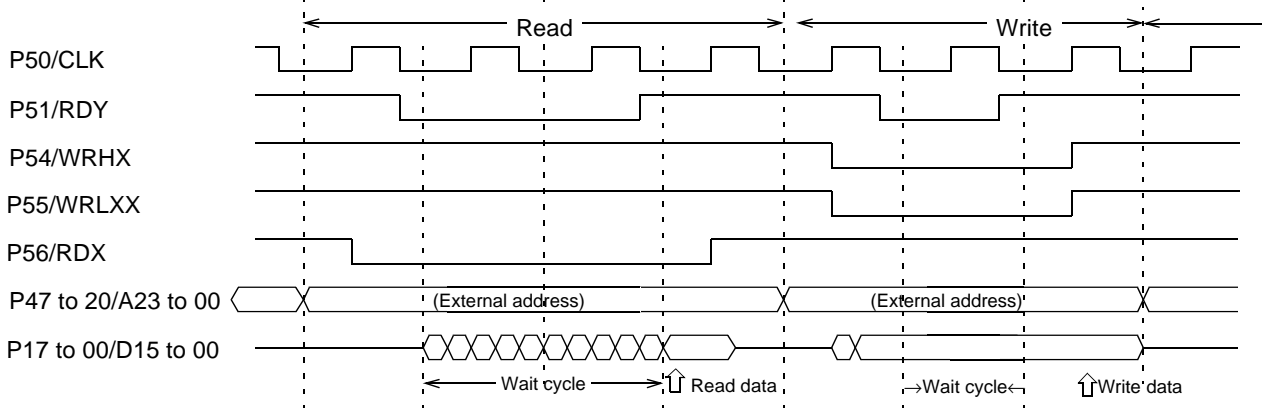 Read Write
P50/CLK
P51/RDY
P54/WRHX
P55/WRLXX
P56/RDX
P47 to 20/A23 to 00 (External address) (External address)
P17 to 00/D15 to 00
Wait cycle Read data Wait cycle Write data